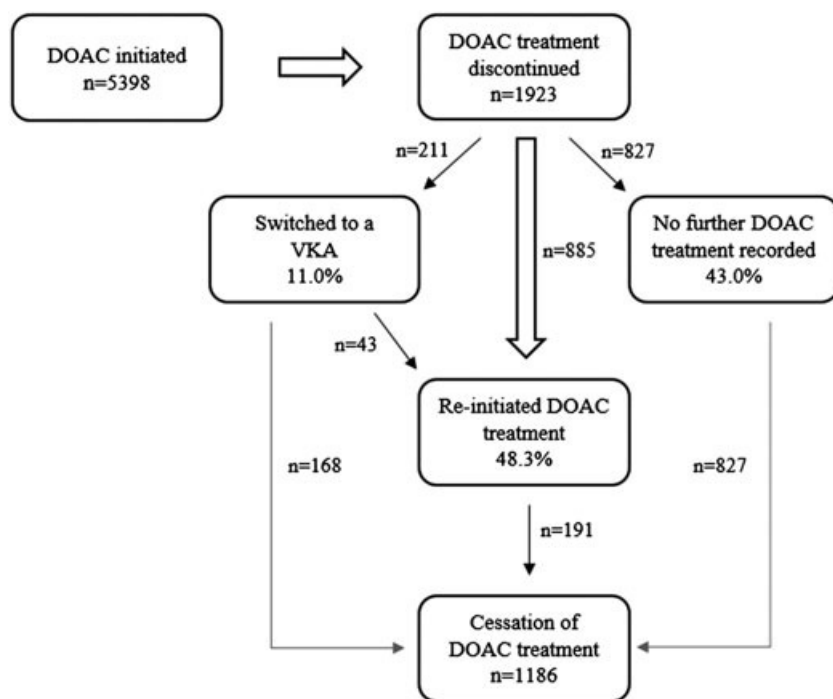 DOAC initiated
n=5398
DOAC treatment
discontinued
n=1923
n=211
n=827
Switched to a
VKA
11.0%
n=885
No further DOAC
treatment recorded
43.0%
n=43
Re-initiated DOAC
treatment
48.3%
n=168
n=827
n=191
Cessation of
DOAC treatment
n=1186